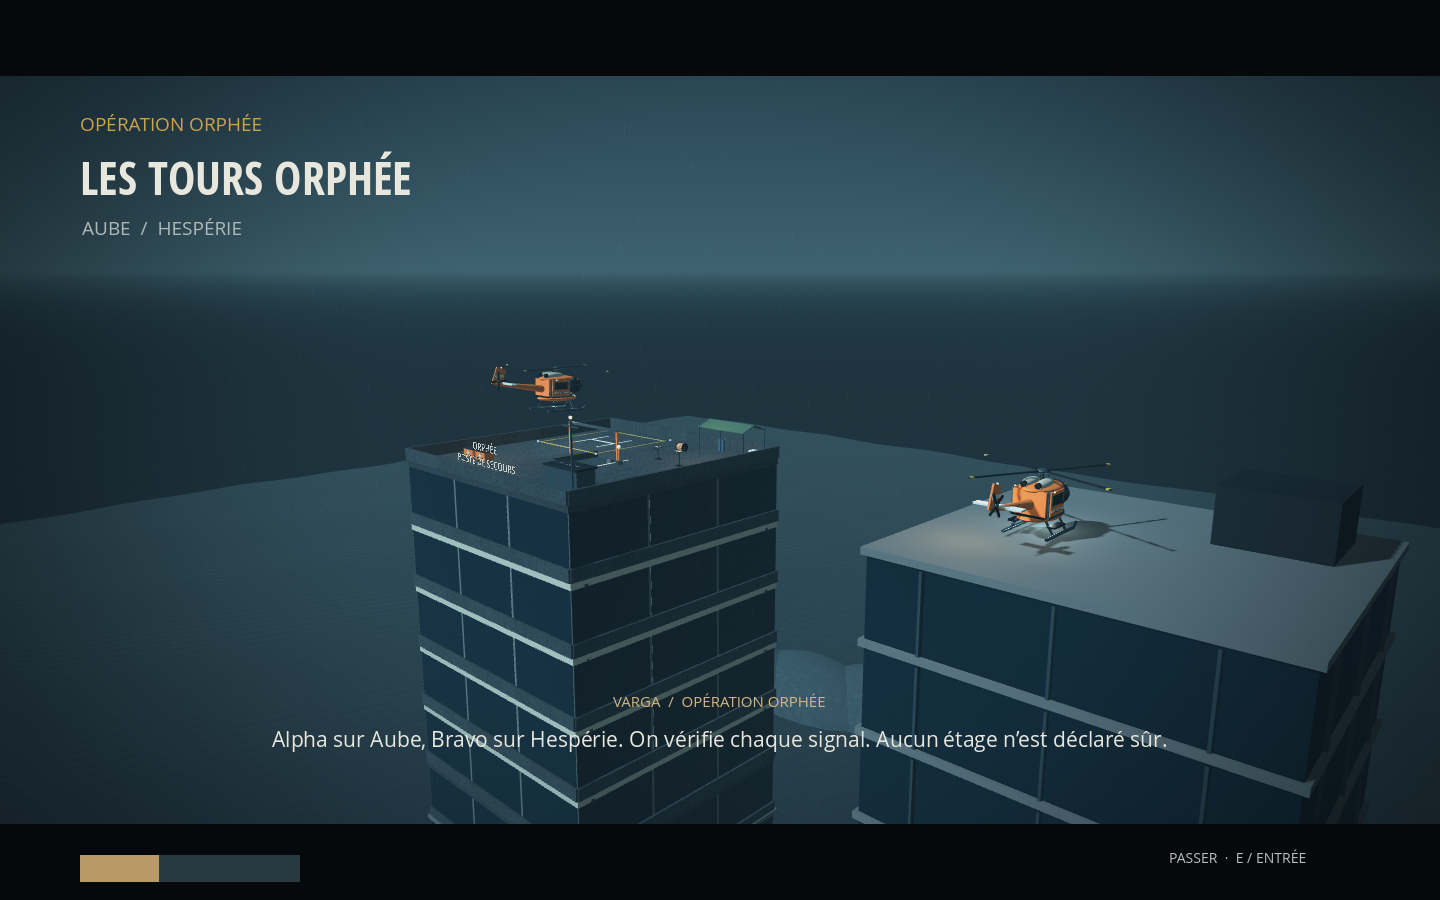 OPÉRATION ORPHÉE
LES TOURS ORPHÉE
AUBE / HESPÉRIE
ORPHÉE
POSTE DE SECOURS
VARGA / OPÉRATION ORPHÉE
Alpha sur Aube, Bravo sur Hespérie. On vérifie chaque signal. Aucun étage n’est déclaré sûr.
PASSER · E / ENTRÉE